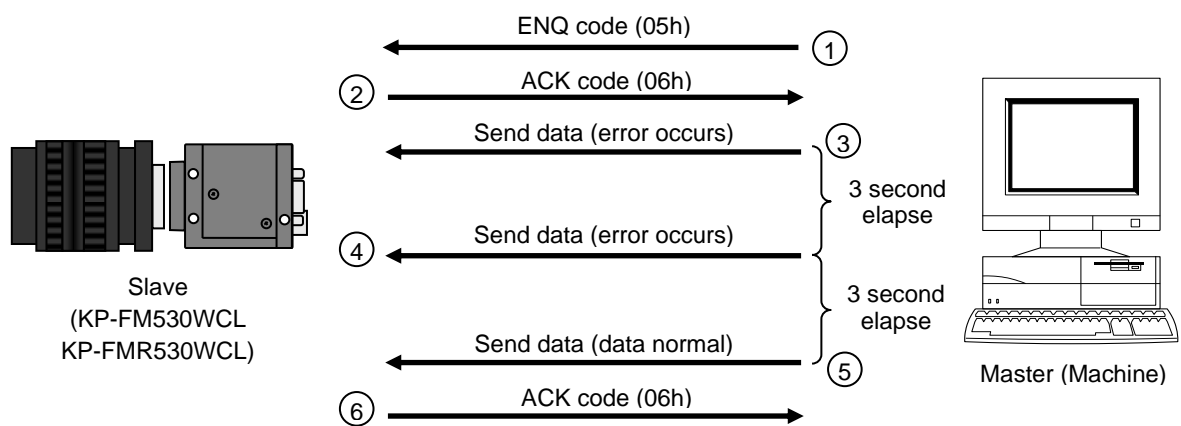 ENQ code (05h)
1
ACK code (06h)
2
Send data (error occurs)
3
3 second
elapse
Send data (error occurs)
4
Slave
(KP-FM530WCL
KP-FMR530WCL)
3 second
elapse
Send data (data normal)
5
Master (Machine)
ACK code (06h)
6